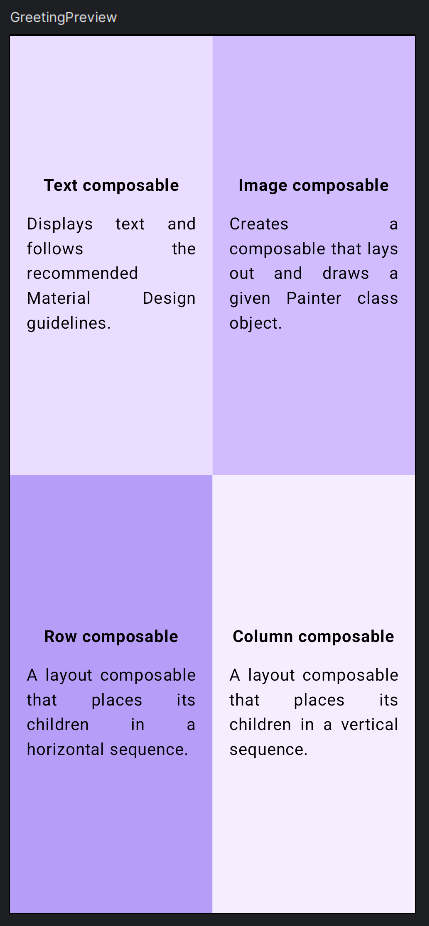 GreetingPreview
Text composable
Displays text and
follows the
recommended
Material Design
guidelines.
Image composable
Creates a
composable that lays
out and draws a
given Painter class
object.
Row composable
A layout composable
that places its
children in a
horizontal sequence.
Column composable
A layout composable
that places its
children in a vertical
sequence.